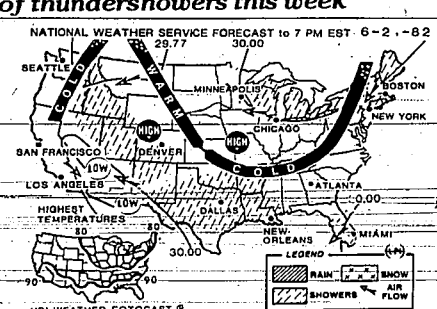 of thundershowers this week
NATIONAL WEATHER SERVICE FORECAST to 7 PM EST 6-2-82
29.77 30.00
SEATTLE
COLD
WARM
MINNEAPOLIS
BOSTON
NEW YORK
CHICAGO
HIGH
HIGH
SAN FRANCISCO
DENVER
COLD
LOW
LOS ANGELES
ATLANTA
LOW
HIGHEST
TEMPERATURES
DALLAS
80 80
NEW
ORLEANS
MIAMI
30.00
LEGEND
RAIN
SNOW
SHOWERS
AIR
FLOW
90 90
UPI WEATHER FOTOCAST ®